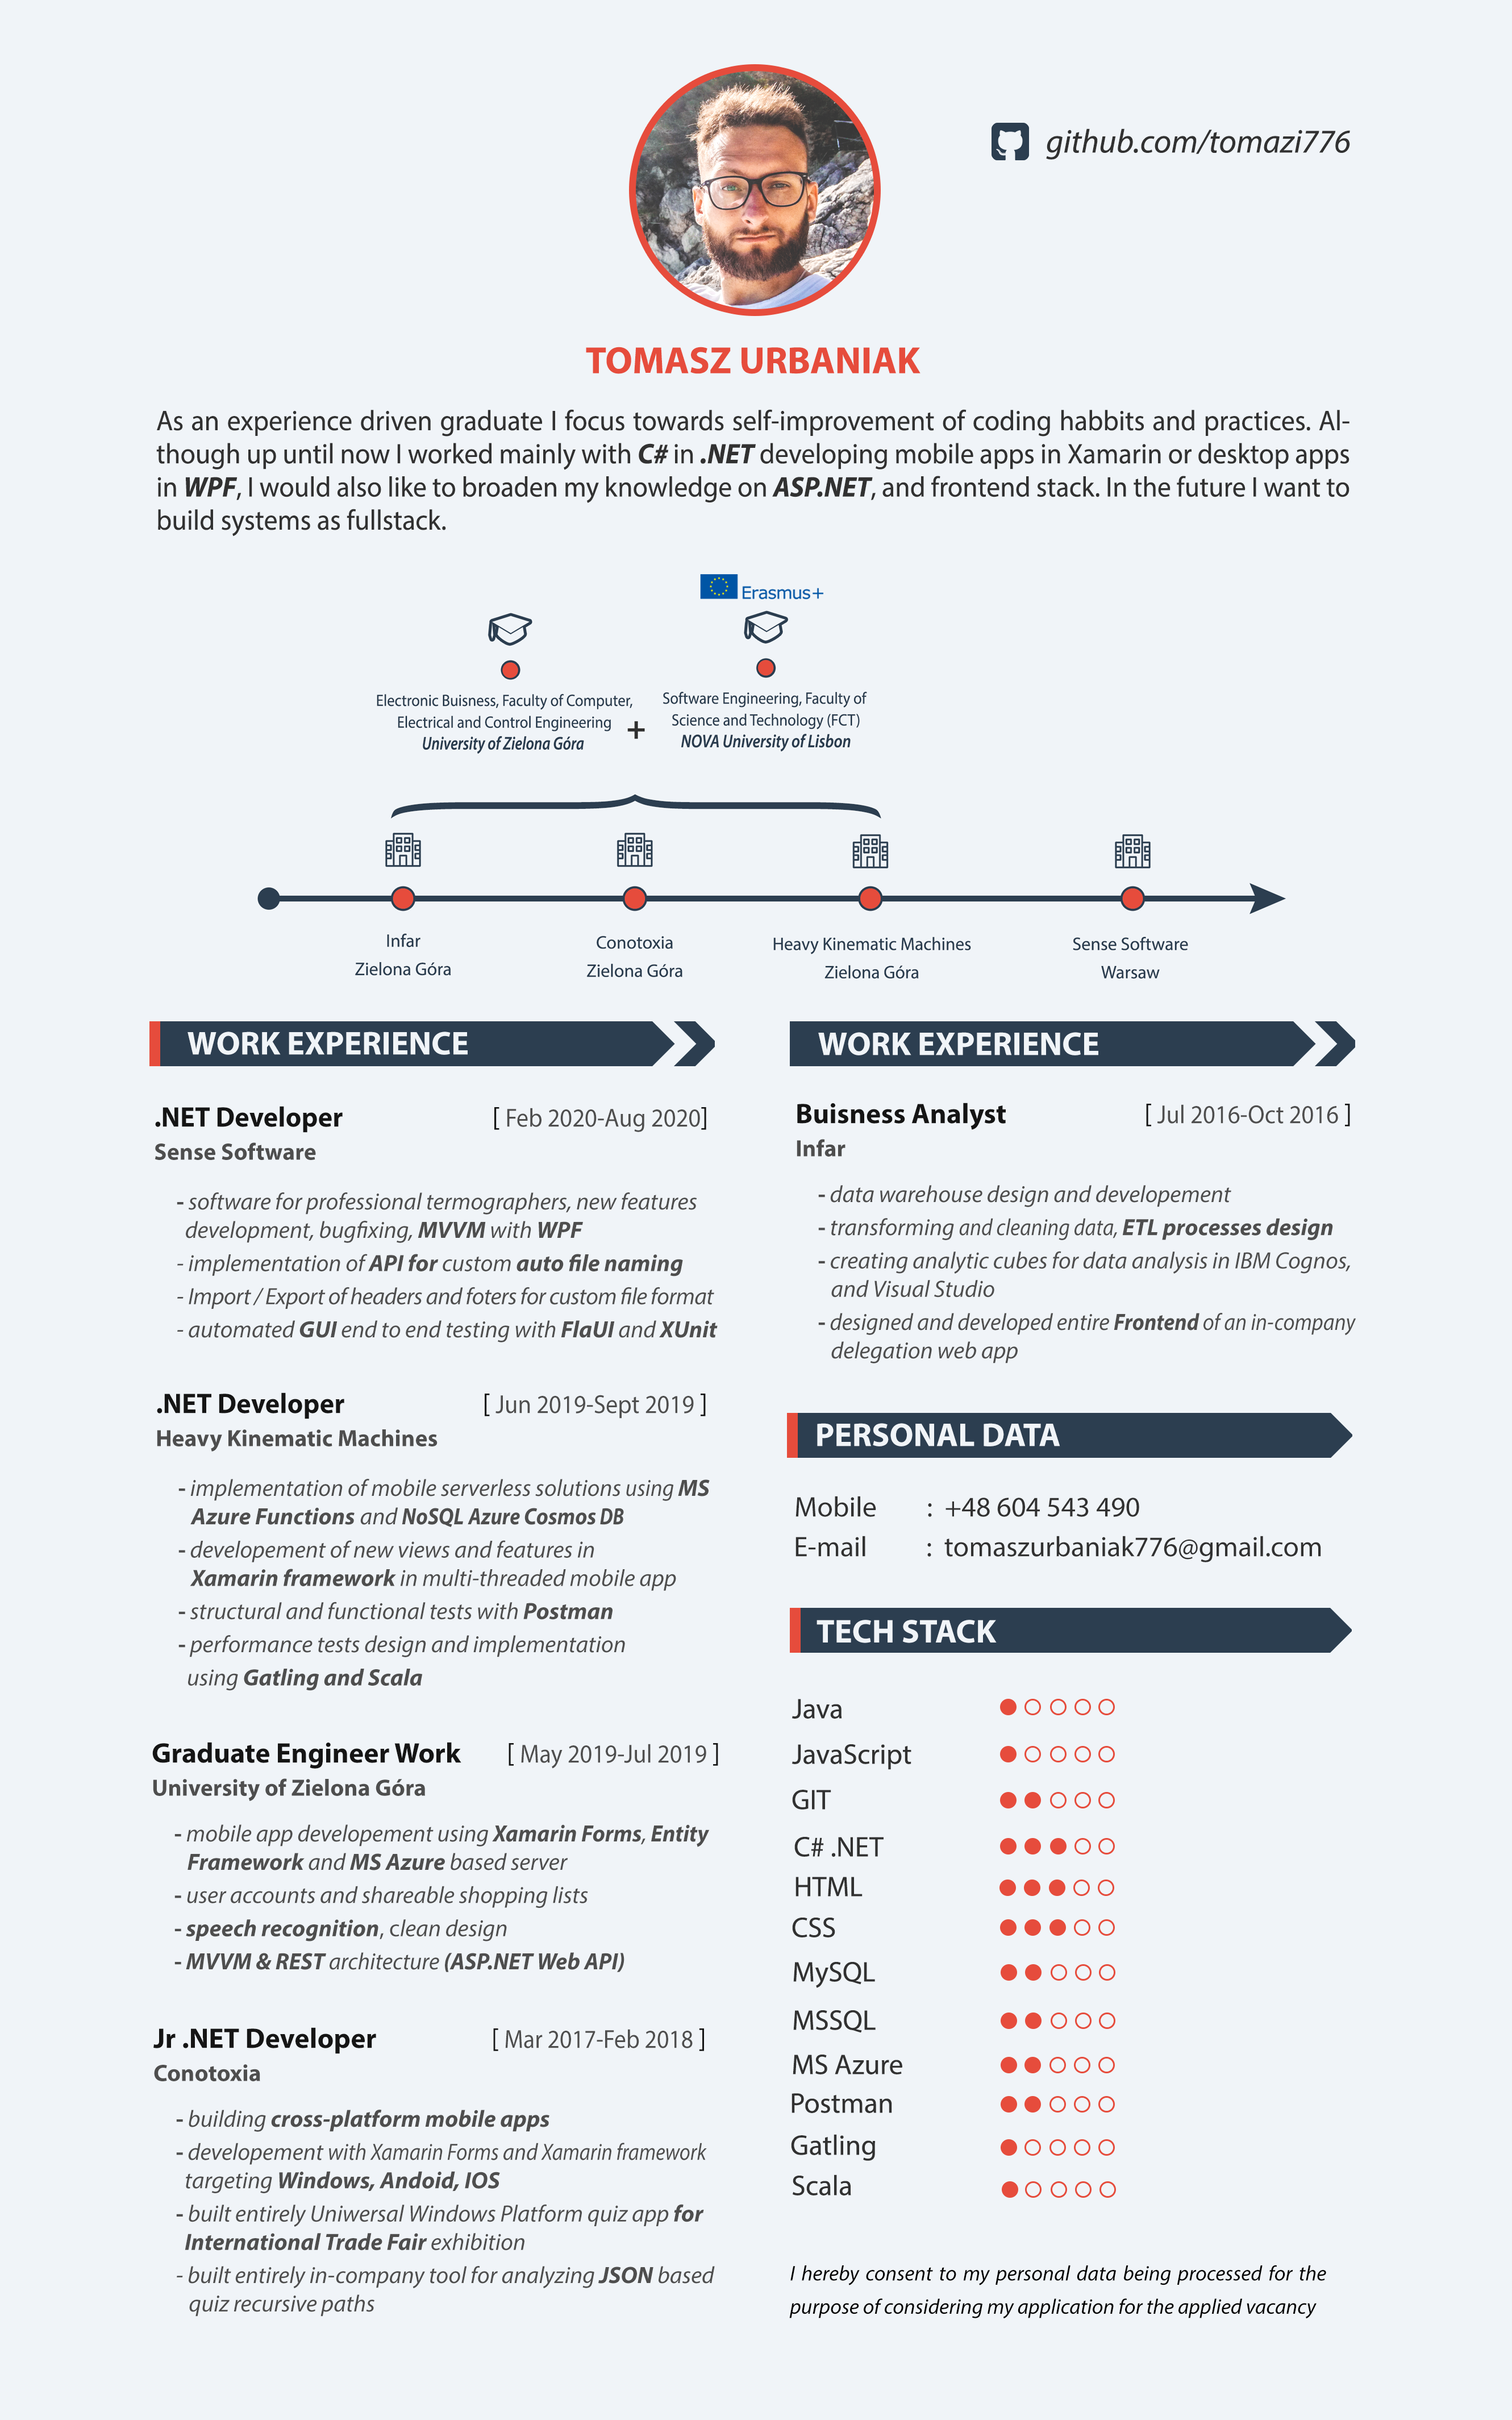 github.com/tomazi776
TOMASZ URBANIAK
As an experience driven graduate I focus towards self-improvement of coding habbits and practices. Al-
though up until now I worked mainly with C# in .NET developing mobile apps in Xamarin or desktop apps
in WPF, I would also like to broaden my knowledge on ASP.NET, and frontend stack. In the future I want to
build systems as fullstack.
Erasmus+
Electronic Buisness, Faculty of Computer,
Electrical and Control Engineering
University of Zielona Góra
+
Software Engineering, Faculty of
Science and Technology (FCT)
NOVA University of Lisbon
Infar
Zielona Góra
Conotoxia
Zielona Góra
Heavy Kinematic Machines
Zielona Góra
Sense Software
Warsaw
WORK EXPERIENCE
.NET Developer [ Feb 2020-Aug 2020]
Sense Software
- software for professional termographers, new features
development, bugfixing, MVVM with WPF
- implementation of API for custom auto file naming
- Import / Export of headers and foters for custom file format
- automated GUI end to end testing with FlaUI and XUnit
.NET Developer [ Jun 2019-Sept 2019 ]
Heavy Kinematic Machines
- implementation of mobile serverless solutions using MS
Azure Functions and NoSQL Azure Cosmos DB
- developement of new views and features in
Xamarin framework in multi-threaded mobile app
- structural and functional tests with Postman
- performance tests design and implementation
using Gatling and Scala
Graduate Engineer Work [ May 2019-Jul 2019 ]
University of Zielona Góra
- mobile app developement using Xamarin Forms, Entity
Framework and MS Azure based server
- user accounts and shareable shopping lists
- speech recognition, clean design
- MVVM & REST architecture (ASP.NET Web API)
Jr .NET Developer [ Mar 2017-Feb 2018 ]
Conotoxia
- building cross-platform mobile apps
- developement with Xamarin Forms and Xamarin framework
targeting Windows, Andoid, IOS
- built entirely Uniwersal Windows Platform quiz app for
International Trade Fair exhibition
- built entirely in-company tool for analyzing JSON based
quiz recursive paths
WORK EXPERIENCE
Buisness Analyst [ Jul 2016-Oct 2016 ]
Infar
- data warehouse design and developement
- transforming and cleaning data, ETL processes design
- creating analytic cubes for data analysis in IBM Cognos,
and Visual Studio
- designed and developed entire Frontend of an in-company
delegation web app
PERSONAL DATA
Mobile : +48 604 543 490
E-mail : tomaszurbaniak776@gmail.com
TECH STACK
Java
JavaScript
GIT
C# .NET
HTML
CSS
MySQL
MSSQL
MS Azure
Postman
Gatling
Scala
I hereby consent to my personal data being processed for the
purpose of considering my application for the applied vacancy